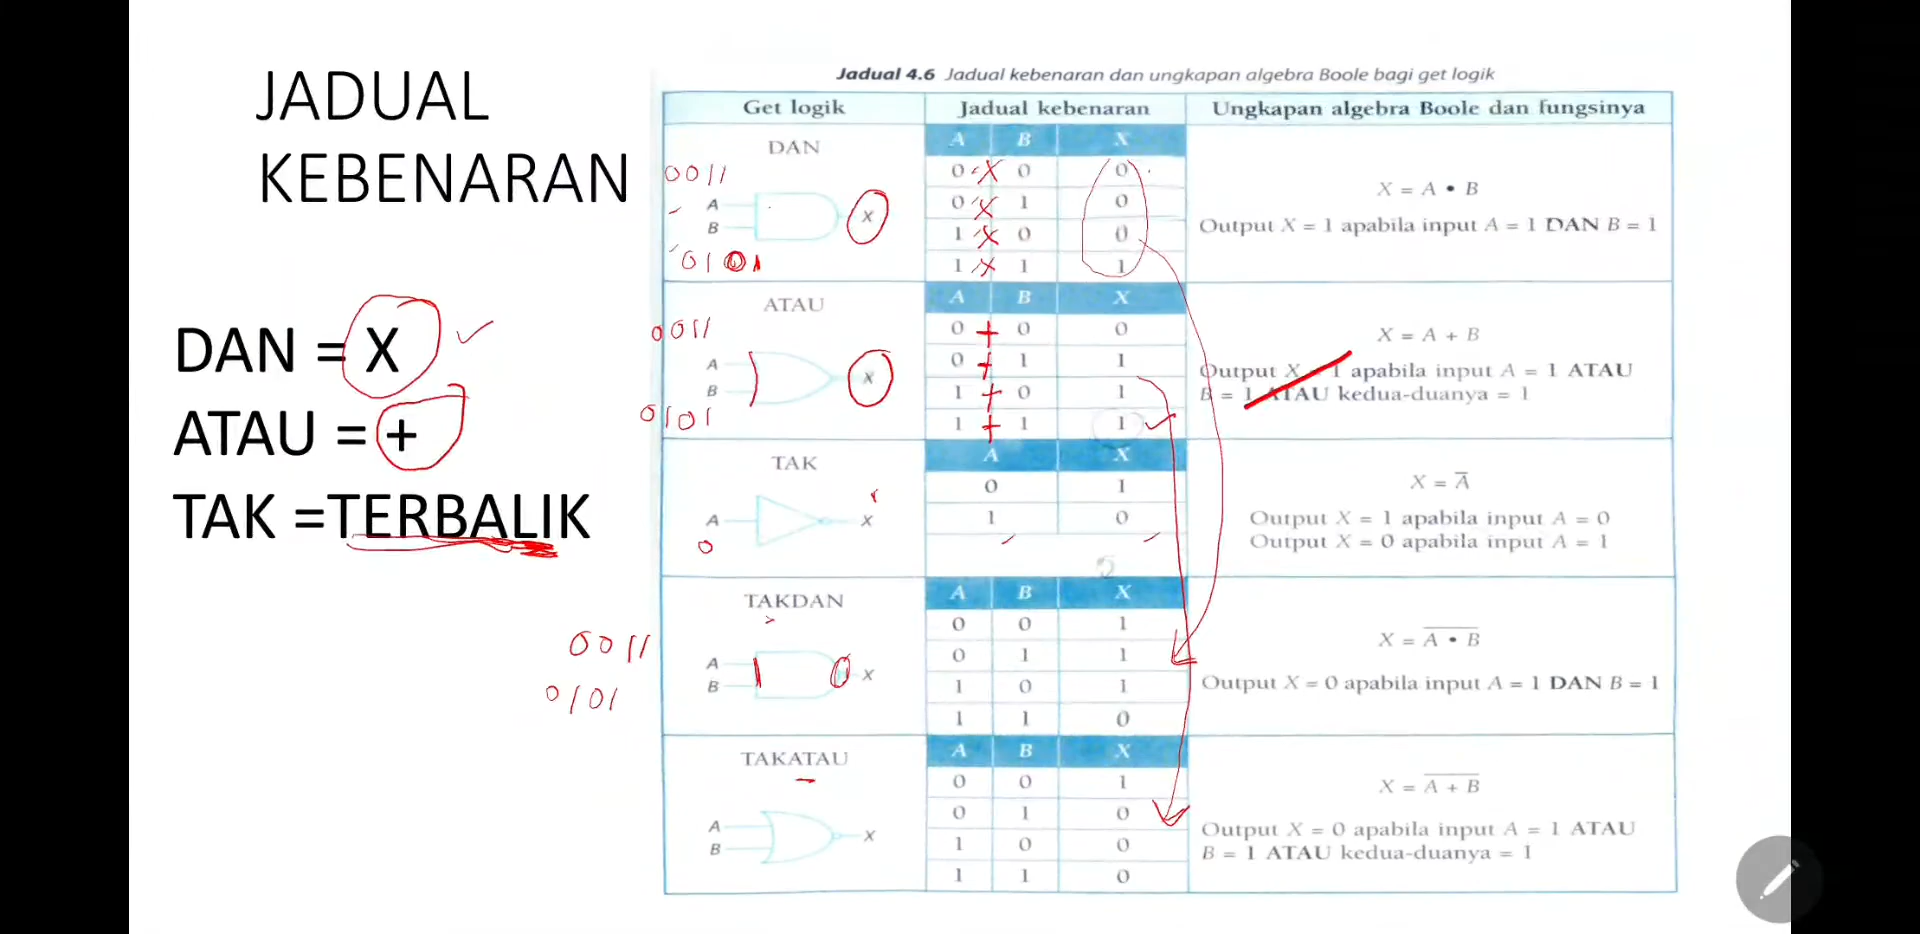 JADUAL
KEBENARAN
DAN = X
ATAU = +
TAK =TERBALIK
Jadual 4.6 Jadual kebenaran dan ungkapan algebra Boole bagi get logik
Get logik Jadual kebenaran Ungkapan algebra Boole dan fungsinya
DAN
0011
A
B
X
0101
A B X
0 x 0 0
0 x 1 0
1 x 0 0
1 x 1 1
X = A • B
Output X = 1 apabila input A = 1 DAN B = 1
ATAU
0011
A
B
X
0101
A B X
0 + 0 0
0 + 1 1
1 + 0 1
1 + 1 1
X = A + B
Output X = 1 apabila input A = 1 ATAU
B = 1 ATAU kedua-duanya = 1
TAK
A X
0
A X
0 1
1 0
X = A̅
Output X = 1 apabila input A = 0
Output X = 0 apabila input A = 1
TAKDAN
0011
A
B
X
0101
A B X
0 0 1
0 1 1
1 0 1
1 1 0
X = A̅ ̅•̅ ̅B̅
Output X = 0 apabila input A = 1 DAN B = 1
TAKATAU
A
B
X
A B X
0 0 1
0 1 0
1 0 0
1 1 0
X = A̅ ̅+̅ ̅B̅
Output X = 0 apabila input A = 1 ATAU
B = 1 ATAU kedua-duanya = 1